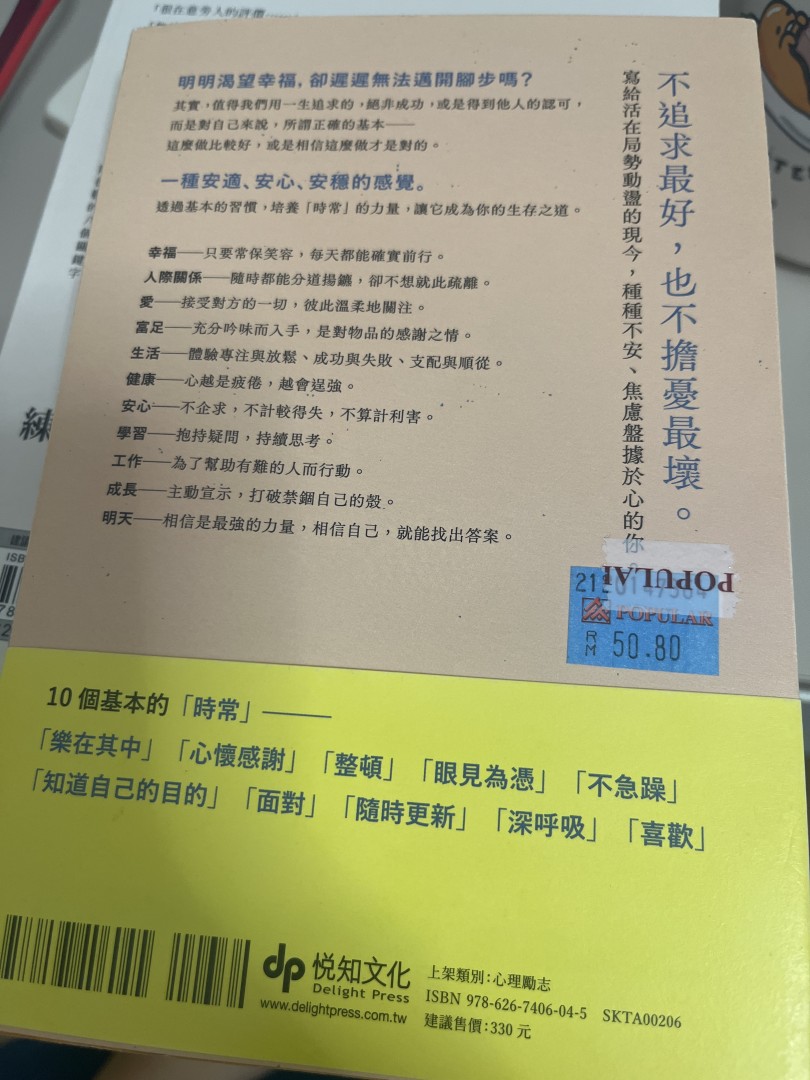 不追求最好，也不擔憂最壞。
寫給活在局勢動盪的現今，種種不安、焦慮盤據於心的你
明明渴望幸福，卻遲遲無法邁開腳步嗎？
其實，值得我們用一生追求的，絕非成功，或是得到他人的認可，
而是對自己來說，所謂正確的基本——
這麼做比較好，或是相信這麼做才是對的。
一種安適、安心、安穩的感覺。
透過基本的習慣，培養「時常」的力量，讓它成為你的生存之道。
幸福——只要常保笑容，每天都能確實前行。
人際關係——隨時都能分道揚鑣，卻不想就此疏離。
愛——接受對方的一切，彼此溫柔地關注。
富足——充分吟味而入手，是對物品的感謝之情。
生活——體驗專注與放鬆、成功與失敗、支配與順從。
健康——心越是疲倦，越會逞強。
安心——不企求，不計較得失，不算計利害。
學習——抱持疑問，持續思考。
工作——為了幫助有難的人而行動。
成長——主動宣示，打破禁錮自己的殼。
明天——相信是最強的力量，相信自己，就能找出答案。
POPULAR
RM 50.80
10 個基本的「時常」——
「樂在其中」「心懷感謝」「整頓」「眼見為憑」「不急躁」
「知道自己的目的」「面對」「隨時更新」「深呼吸」「喜歡」
dp 悦知文化
Delight Press
www.delightpress.com.tw
上架類別：心理勵志
ISBN 978-626-7406-04-5 SKTA00206
建議售價：330 元
練